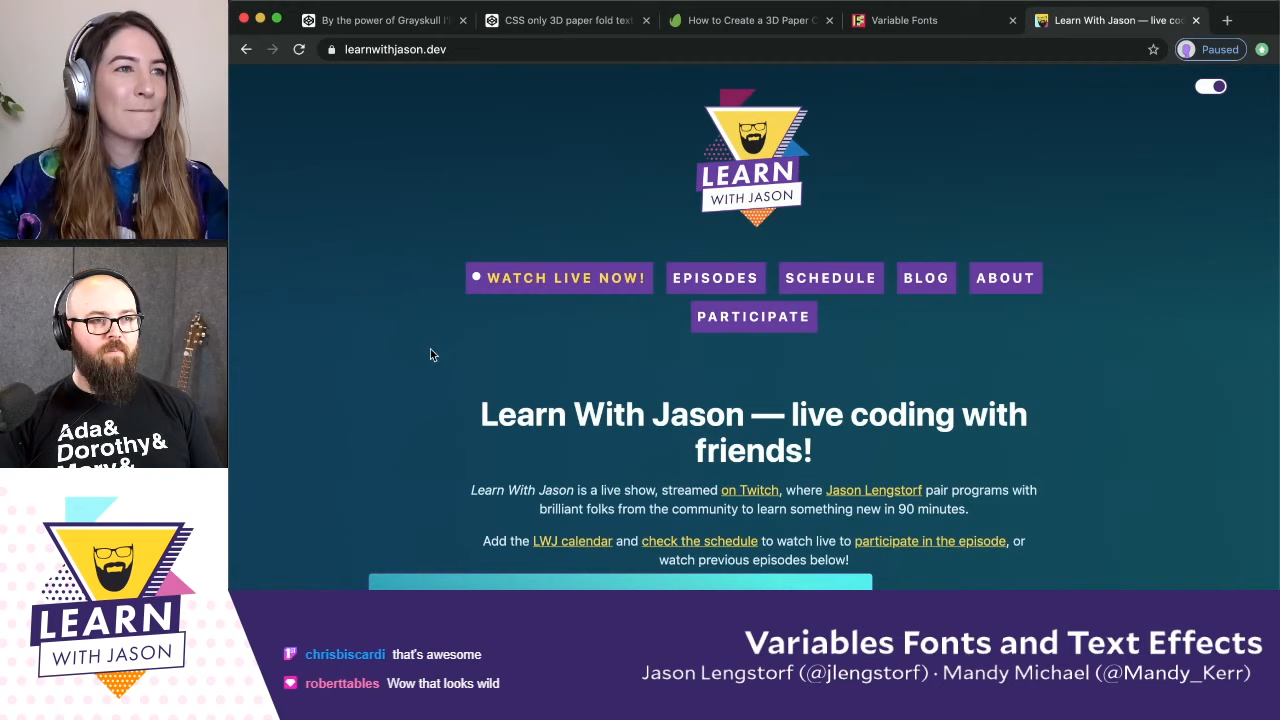 By the power of Grayskull I'
CSS only 3D paper fold text
How to Create a 3D Paper C
Variable Fonts
Learn With Jason — live cod
learnwithjason.dev
Paused
LEARN
WITH JASON
WATCH LIVE NOW!
EPISODES
SCHEDULE
BLOG
ABOUT
PARTICIPATE
Learn With Jason — live coding with
friends!
Learn With Jason is a live show, streamed on Twitch, where Jason Lengstorf pair programs with
brilliant folks from the community to learn something new in 90 minutes.
Add the LWJ calendar and check the schedule to watch live to participate in the episode, or
watch previous episodes below!
Ada&
Dorothy&
Mary&
LEARN
WITH JASON
chrisbiscardi that's awesome
roberttables Wow that looks wild
Variables Fonts and Text Effects
Jason Lengstorf (@jlengstorf) · Mandy Michael (@Mandy_Kerr)